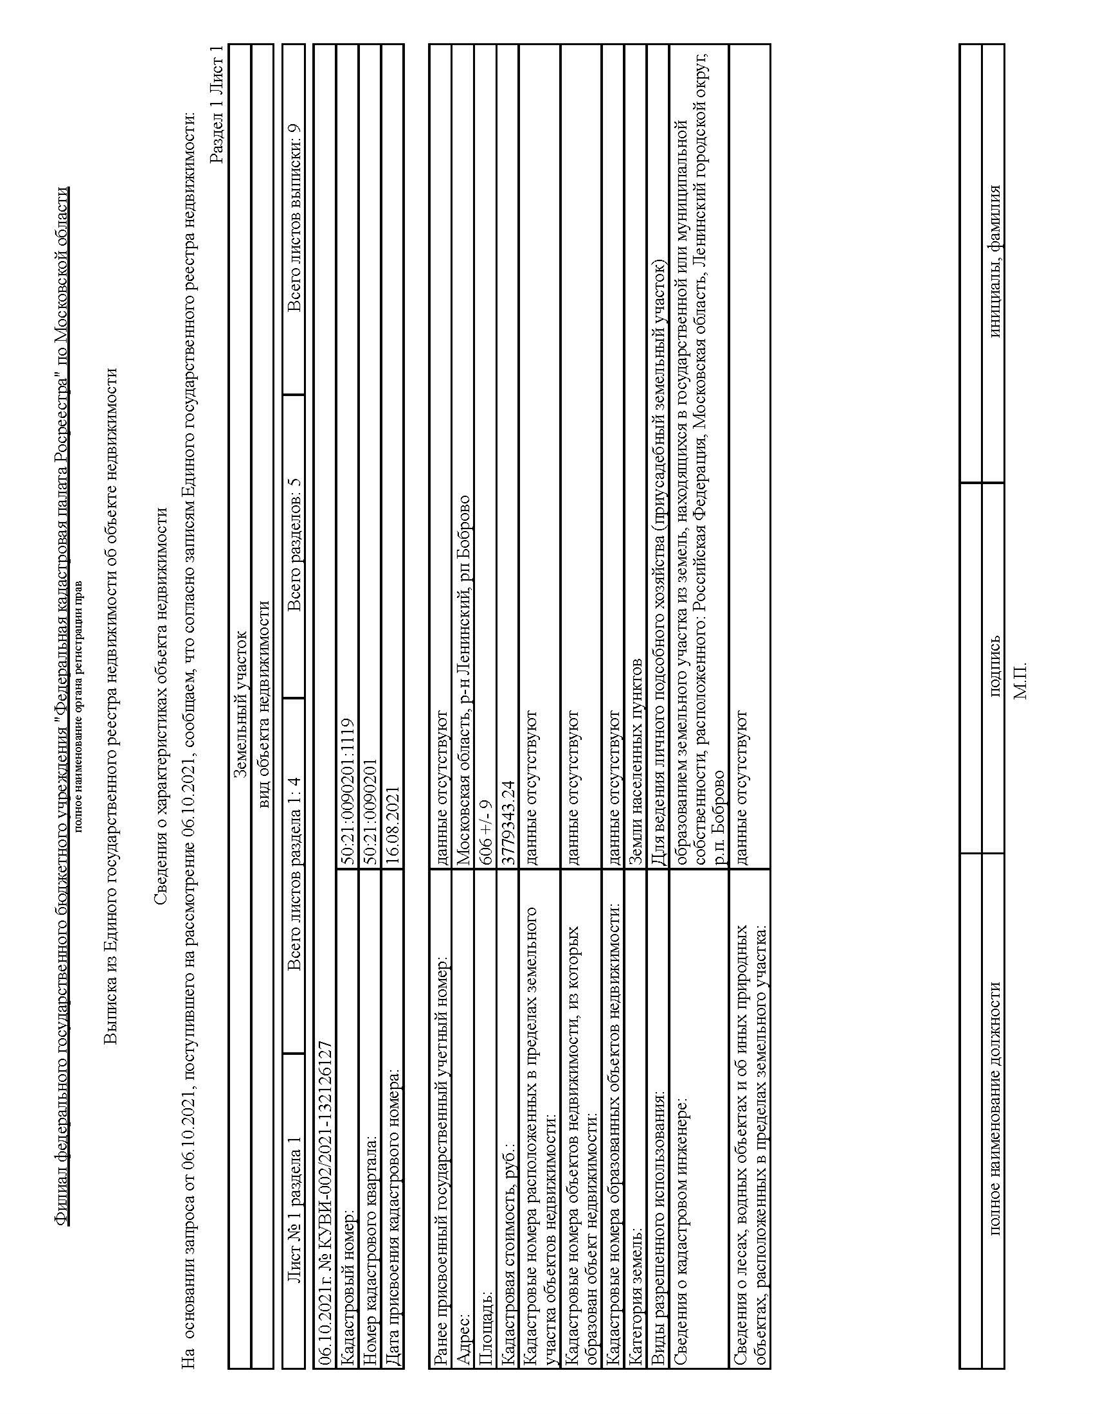 Филиал федерального государственного бюджетного учреждения "Федеральная кадастровая палата Росреестра" по Московской области
полное наименование органа регистрации прав
Выписка из Единого государственного реестра недвижимости об объекте недвижимости
Сведения о характеристиках объекта недвижимости
На основании запроса от 06.10.2021, поступившего на рассмотрение 06.10.2021, сообщаем, что согласно записям Единого государственного реестра недвижимости:
Раздел 1 Лист 1
Земельный участок
вид объекта недвижимости
Лист № 1 раздела 1 Всего листов раздела 1: 4 Всего разделов: 5 Всего листов выписки: 9
06.10.2021г. № КУВИ-002/2021-132126127
Кадастровый номер: 50:21:0090201:1119
Номер кадастрового квартала: 50:21:0090201
Дата присвоения кадастрового номера: 16.08.2021
Ранее присвоенный государственный учетный номер: данные отсутствуют
Адрес: Московская область, р-н Ленинский, рп Боброво
Площадь: 606 +/- 9
Кадастровая стоимость, руб.: 3779343.24
Кадастровые номера расположенных в пределах земельного данные отсутствуют
участка объектов недвижимости:
Кадастровые номера объектов недвижимости, из которых данные отсутствуют
образован объект недвижимости:
Кадастровые номера образованных объектов недвижимости: данные отсутствуют
Категория земель: Земли населенных пунктов
Виды разрешенного использования: Для ведения личного подсобного хозяйства (приусадебный земельный участок)
Сведения о кадастровом инженере: образованием земельного участка из земель, находящихся в государственной или муниципальной
собственности, расположенного: Российская Федерация, Московская область, Ленинский городской округ,
р.п. Боброво
Сведения о лесах, водных объектах и об иных природных данные отсутствуют
объектах, расположенных в пределах земельного участка:
полное наименование должности подпись инициалы, фамилия
М.П.